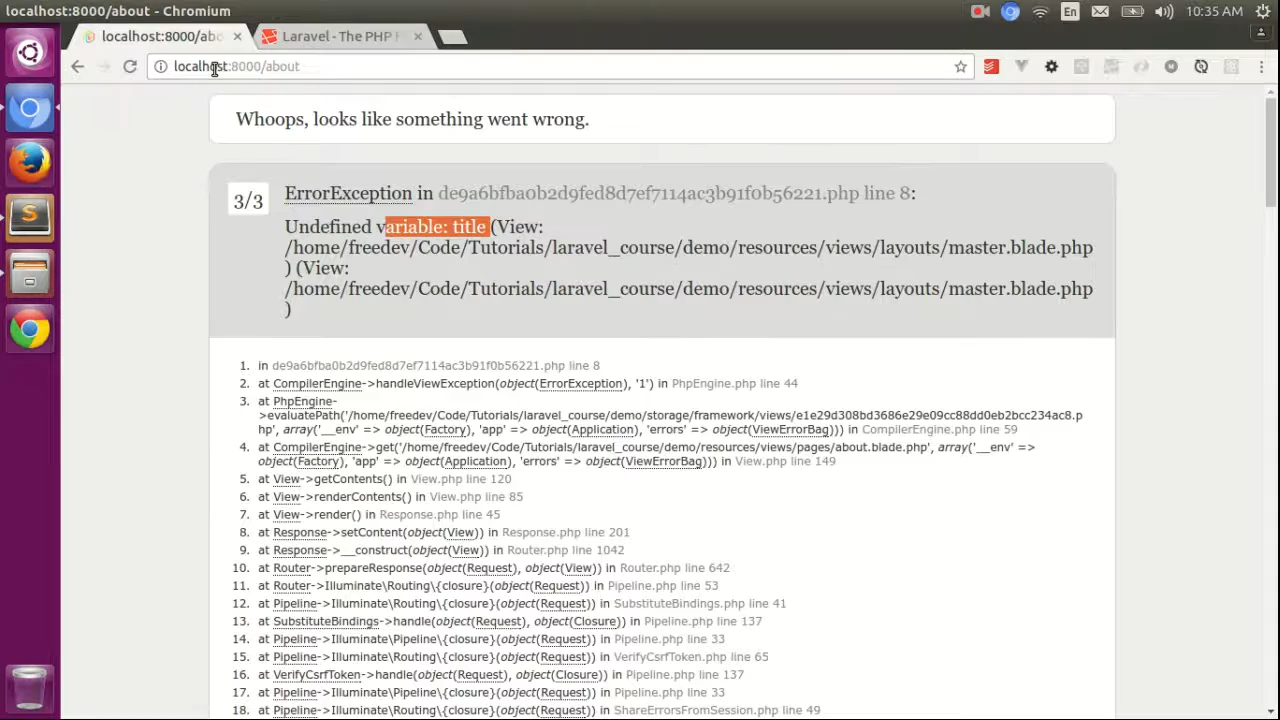 localhost:8000/about - Chromium
En
10:35 AM
localhost:8000/abo
Laravel - The PHP F
localhost:8000/about
Whoops, looks like something went wrong.
3/3
ErrorException in de9a6bfba0b2d9fed8d7ef7114ac3b91f0b56221.php line 8:
Undefined variable: title (View:
/home/freedev/Code/Tutorials/laravel_course/demo/resources/views/layouts/master.blade.php
) (View:
/home/freedev/Code/Tutorials/laravel_course/demo/resources/views/layouts/master.blade.php
)
1. in de9a6bfba0b2d9fed8d7ef7114ac3b91f0b56221.php line 8
2. at CompilerEngine->handleViewException(object(ErrorException), '1') in PhpEngine.php line 44
3. at PhpEngine-
>evaluatePath('/home/freedev/Code/Tutorials/laravel_course/demo/storage/framework/views/e1e29d308bd3686e29e09cc88dd0eb2bcc234ac8.p
hp', array('__env' => object(Factory), 'app' => object(Application), 'errors' => object(ViewErrorBag))) in CompilerEngine.php line 59
4. at CompilerEngine->get('/home/freedev/Code/Tutorials/laravel_course/demo/resources/views/pages/about.blade.php', array('__env' =>
object(Factory), 'app' => object(Application), 'errors' => object(ViewErrorBag))) in View.php line 149
5. at View->getContents() in View.php line 120
6. at View->renderContents() in View.php line 85
7. at View->render() in Response.php line 45
8. at Response->setContent(object(View)) in Response.php line 201
9. at Response->__construct(object(View)) in Router.php line 1042
10. at Router->prepareResponse(object(Request), object(View)) in Router.php line 642
11. at Router->Illuminate\Routing\{closure}(object(Request)) in Pipeline.php line 53
12. at Pipeline->Illuminate\Routing\{closure}(object(Request)) in SubstituteBindings.php line 41
13. at SubstituteBindings->handle(object(Request), object(Closure)) in Pipeline.php line 137
14. at Pipeline->Illuminate\Pipeline\{closure}(object(Request)) in Pipeline.php line 33
15. at Pipeline->Illuminate\Routing\{closure}(object(Request)) in VerifyCsrfToken.php line 65
16. at VerifyCsrfToken->handle(object(Request), object(Closure)) in Pipeline.php line 137
17. at Pipeline->Illuminate\Pipeline\{closure}(object(Request)) in Pipeline.php line 33
18. at Pipeline->Illuminate\Routing\{closure}(object(Request)) in ShareErrorsFromSession.php line 49